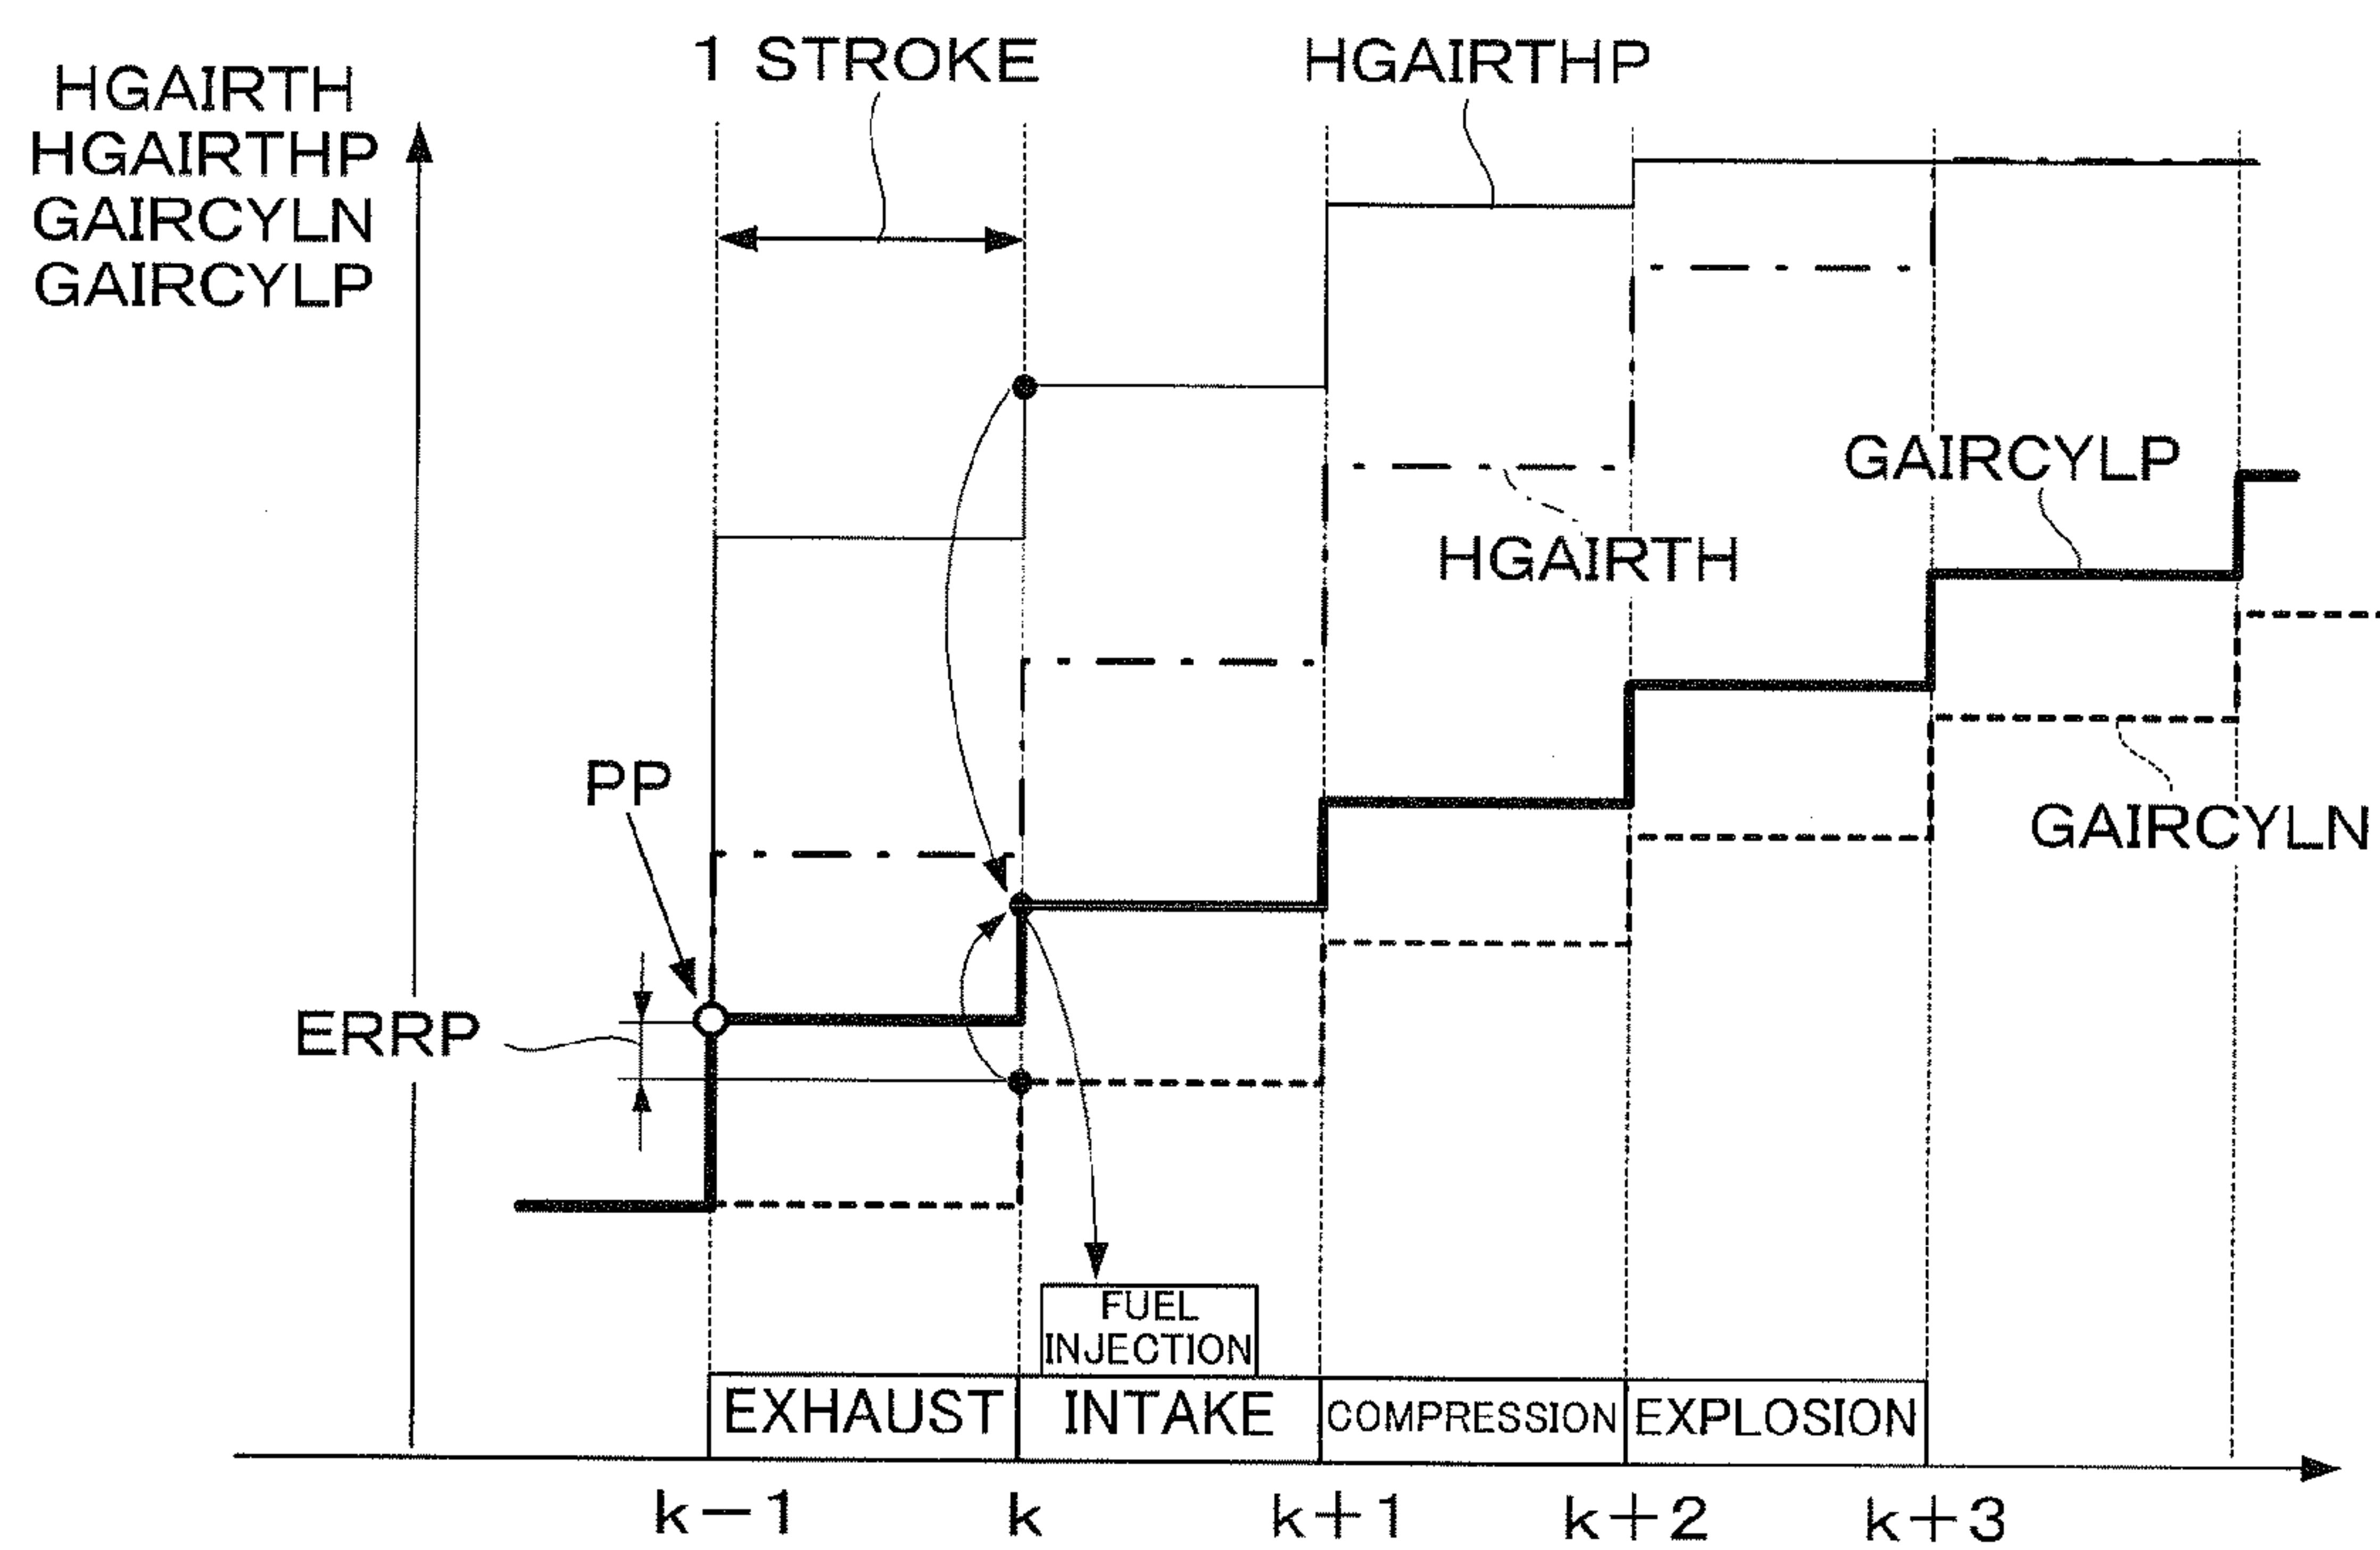 1 STROKE
HGAIRTHP
HGAIRTH
HGAIRTHP
GAIRCYLN
GAIRCYLP
GAIRCYLP
HGAIRTH
PP
GAIRCYLN
ERRP
FUEL
INJECTION
EXHAUST
INTAKE
COMPRESSION
EXPLOSION
k-1
k
k+1
k+2
k+3